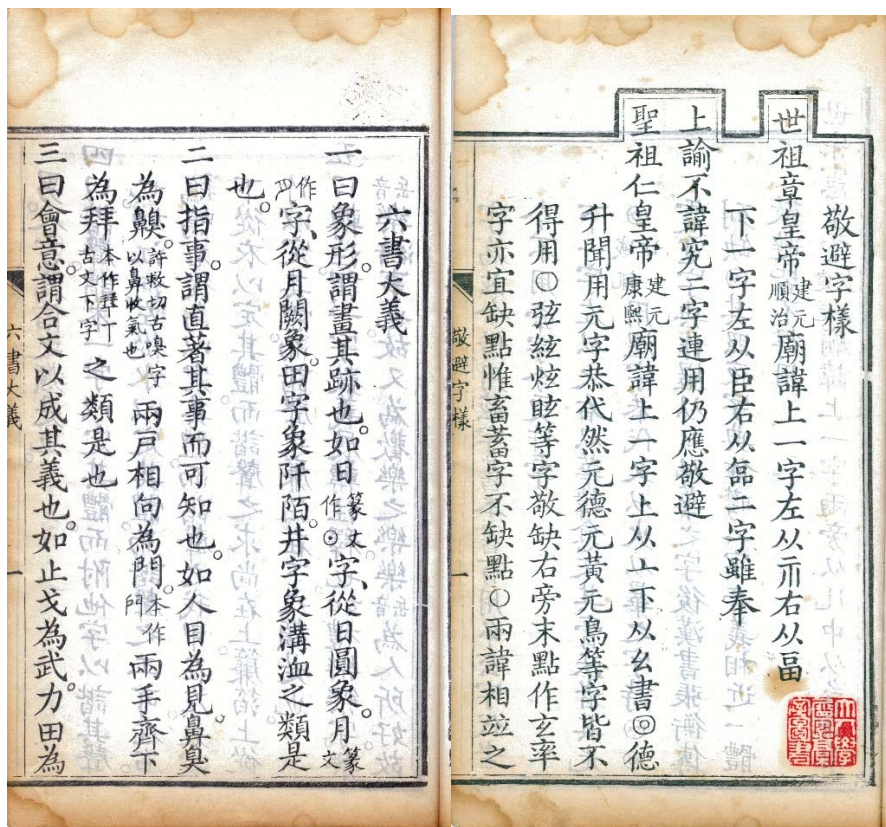 敬避字樣
世祖章皇帝建元順治廟諱上一字左从示右从畐
下一字左从臣右从品二字雖奉
上諭不諱究二字連用仍應敬避
聖祖仁皇帝建元康熙廟諱上一字上从亠下从幺書◎德
升聞用元字恭代然元德元黃元鳥等字皆不
得用○弦絃炫眩等字敬缺右旁末點作玄率
字亦宜缺點惟畜蓄字不缺點○兩諱相竝之
敬避字樣 一
六書大義
一曰象形。謂畫其跡也。如日篆文作☉字、從日圓象。月篆文
作字、從月闕象。田字象阡陌。井字象溝洫之類是
也。
二曰指事。謂直著其事而可知也。如人目為見。鼻臭
為齅。許救切古嗅字以鼻收氣也兩戶相向為門。本作門兩手齊下
為拜本作丅古文下字之類是也
三曰會意。謂合文以成其義也。如止戈為武。力田為
六書大義 一